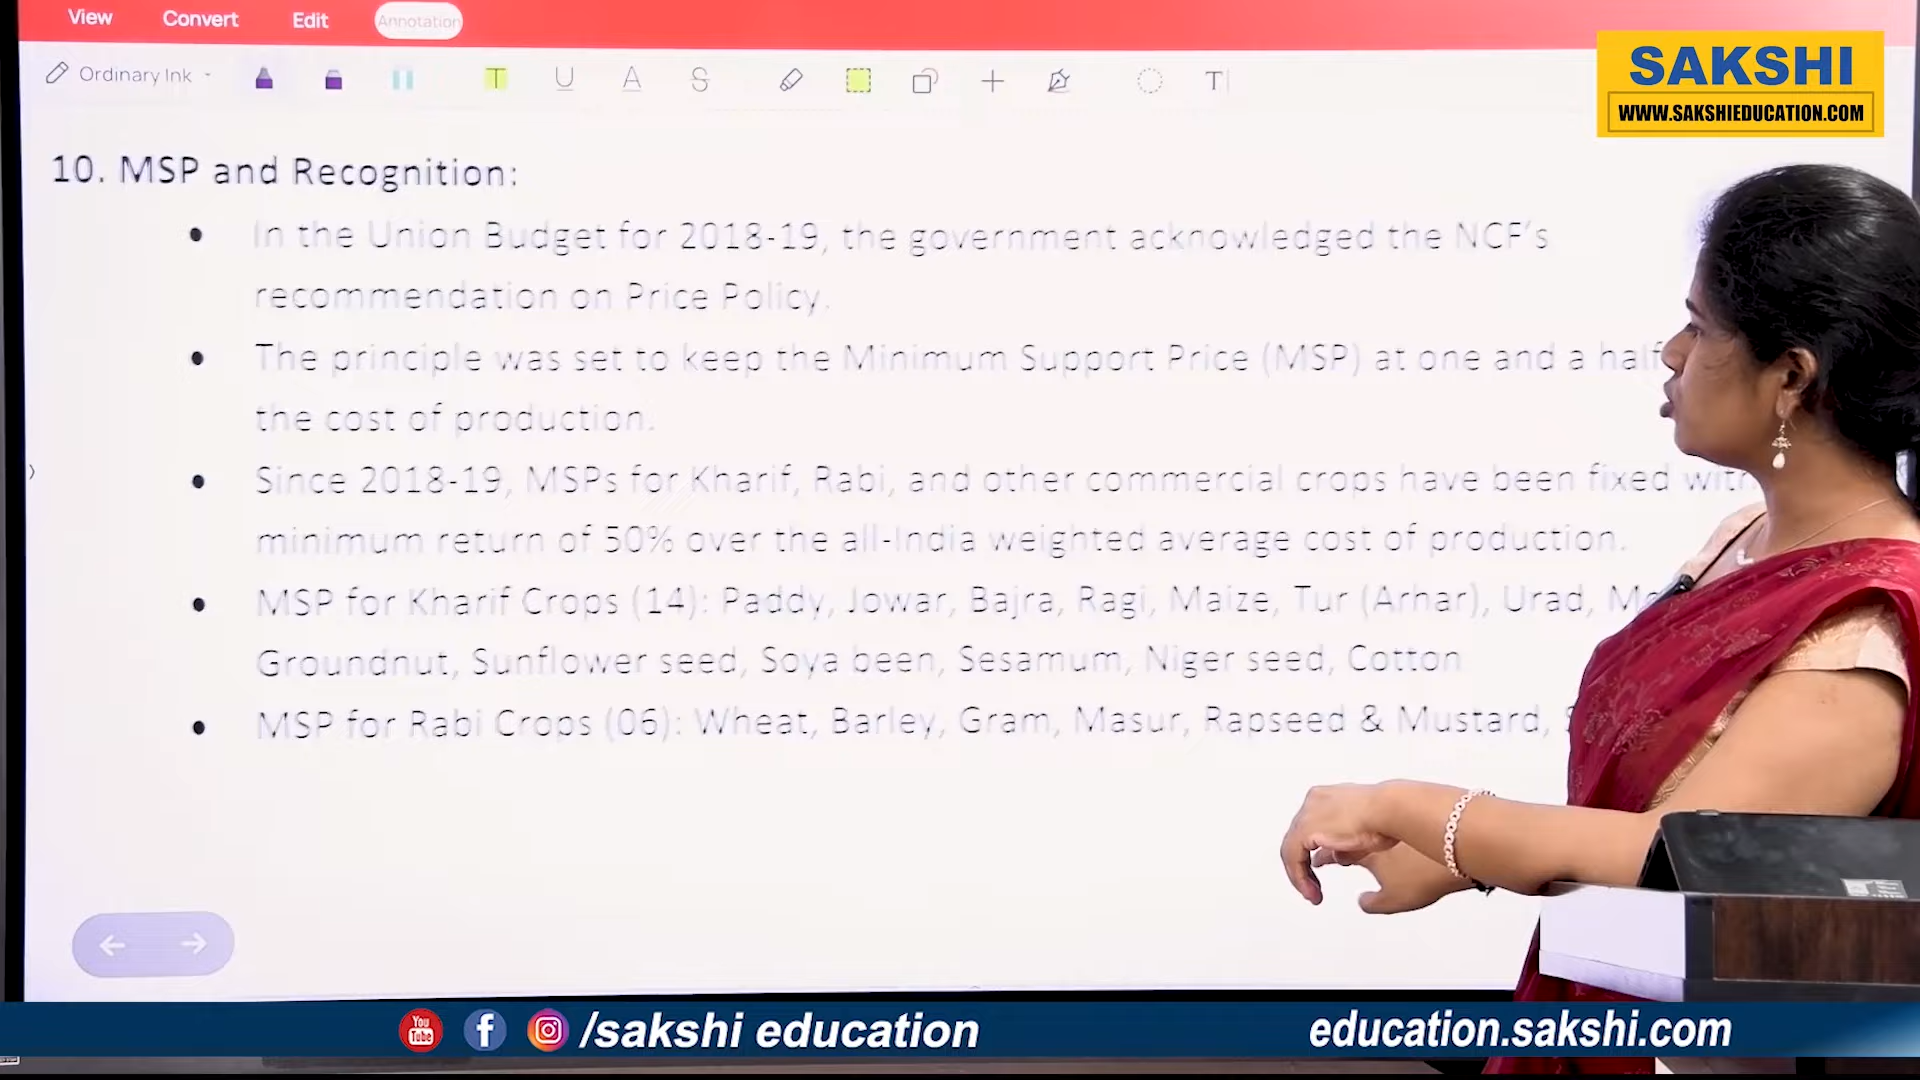 View Convert Edit Annotation
SAKSHI
WWW.SAKSHIEDUCATION.COM
Ordinary Ink T U A S T
10. MSP and Recognition:
In the Union Budget for 2018-19, the government acknowledged the NCF's
recommendation on Price Policy.
The principle was set to keep the Minimum Support Price (MSP) at one and a half
the cost of production.
Since 2018-19, MSPs for Kharif, Rabi, and other commercial crops have been fixed with
minimum return of 50% over the all-India weighted average cost of production.
MSP for Kharif Crops (14): Paddy, Jowar, Bajra, Ragi, Maize, Tur (Arhar), Urad,
Groundnut, Sunflower seed, Soya been, Sesamum, Niger seed, Cotton
MSP for Rabi Crops (06): Wheat, Barley, Gram, Masur, Rapseed & Mustard,
You Tube /sakshi education education.sakshi.com